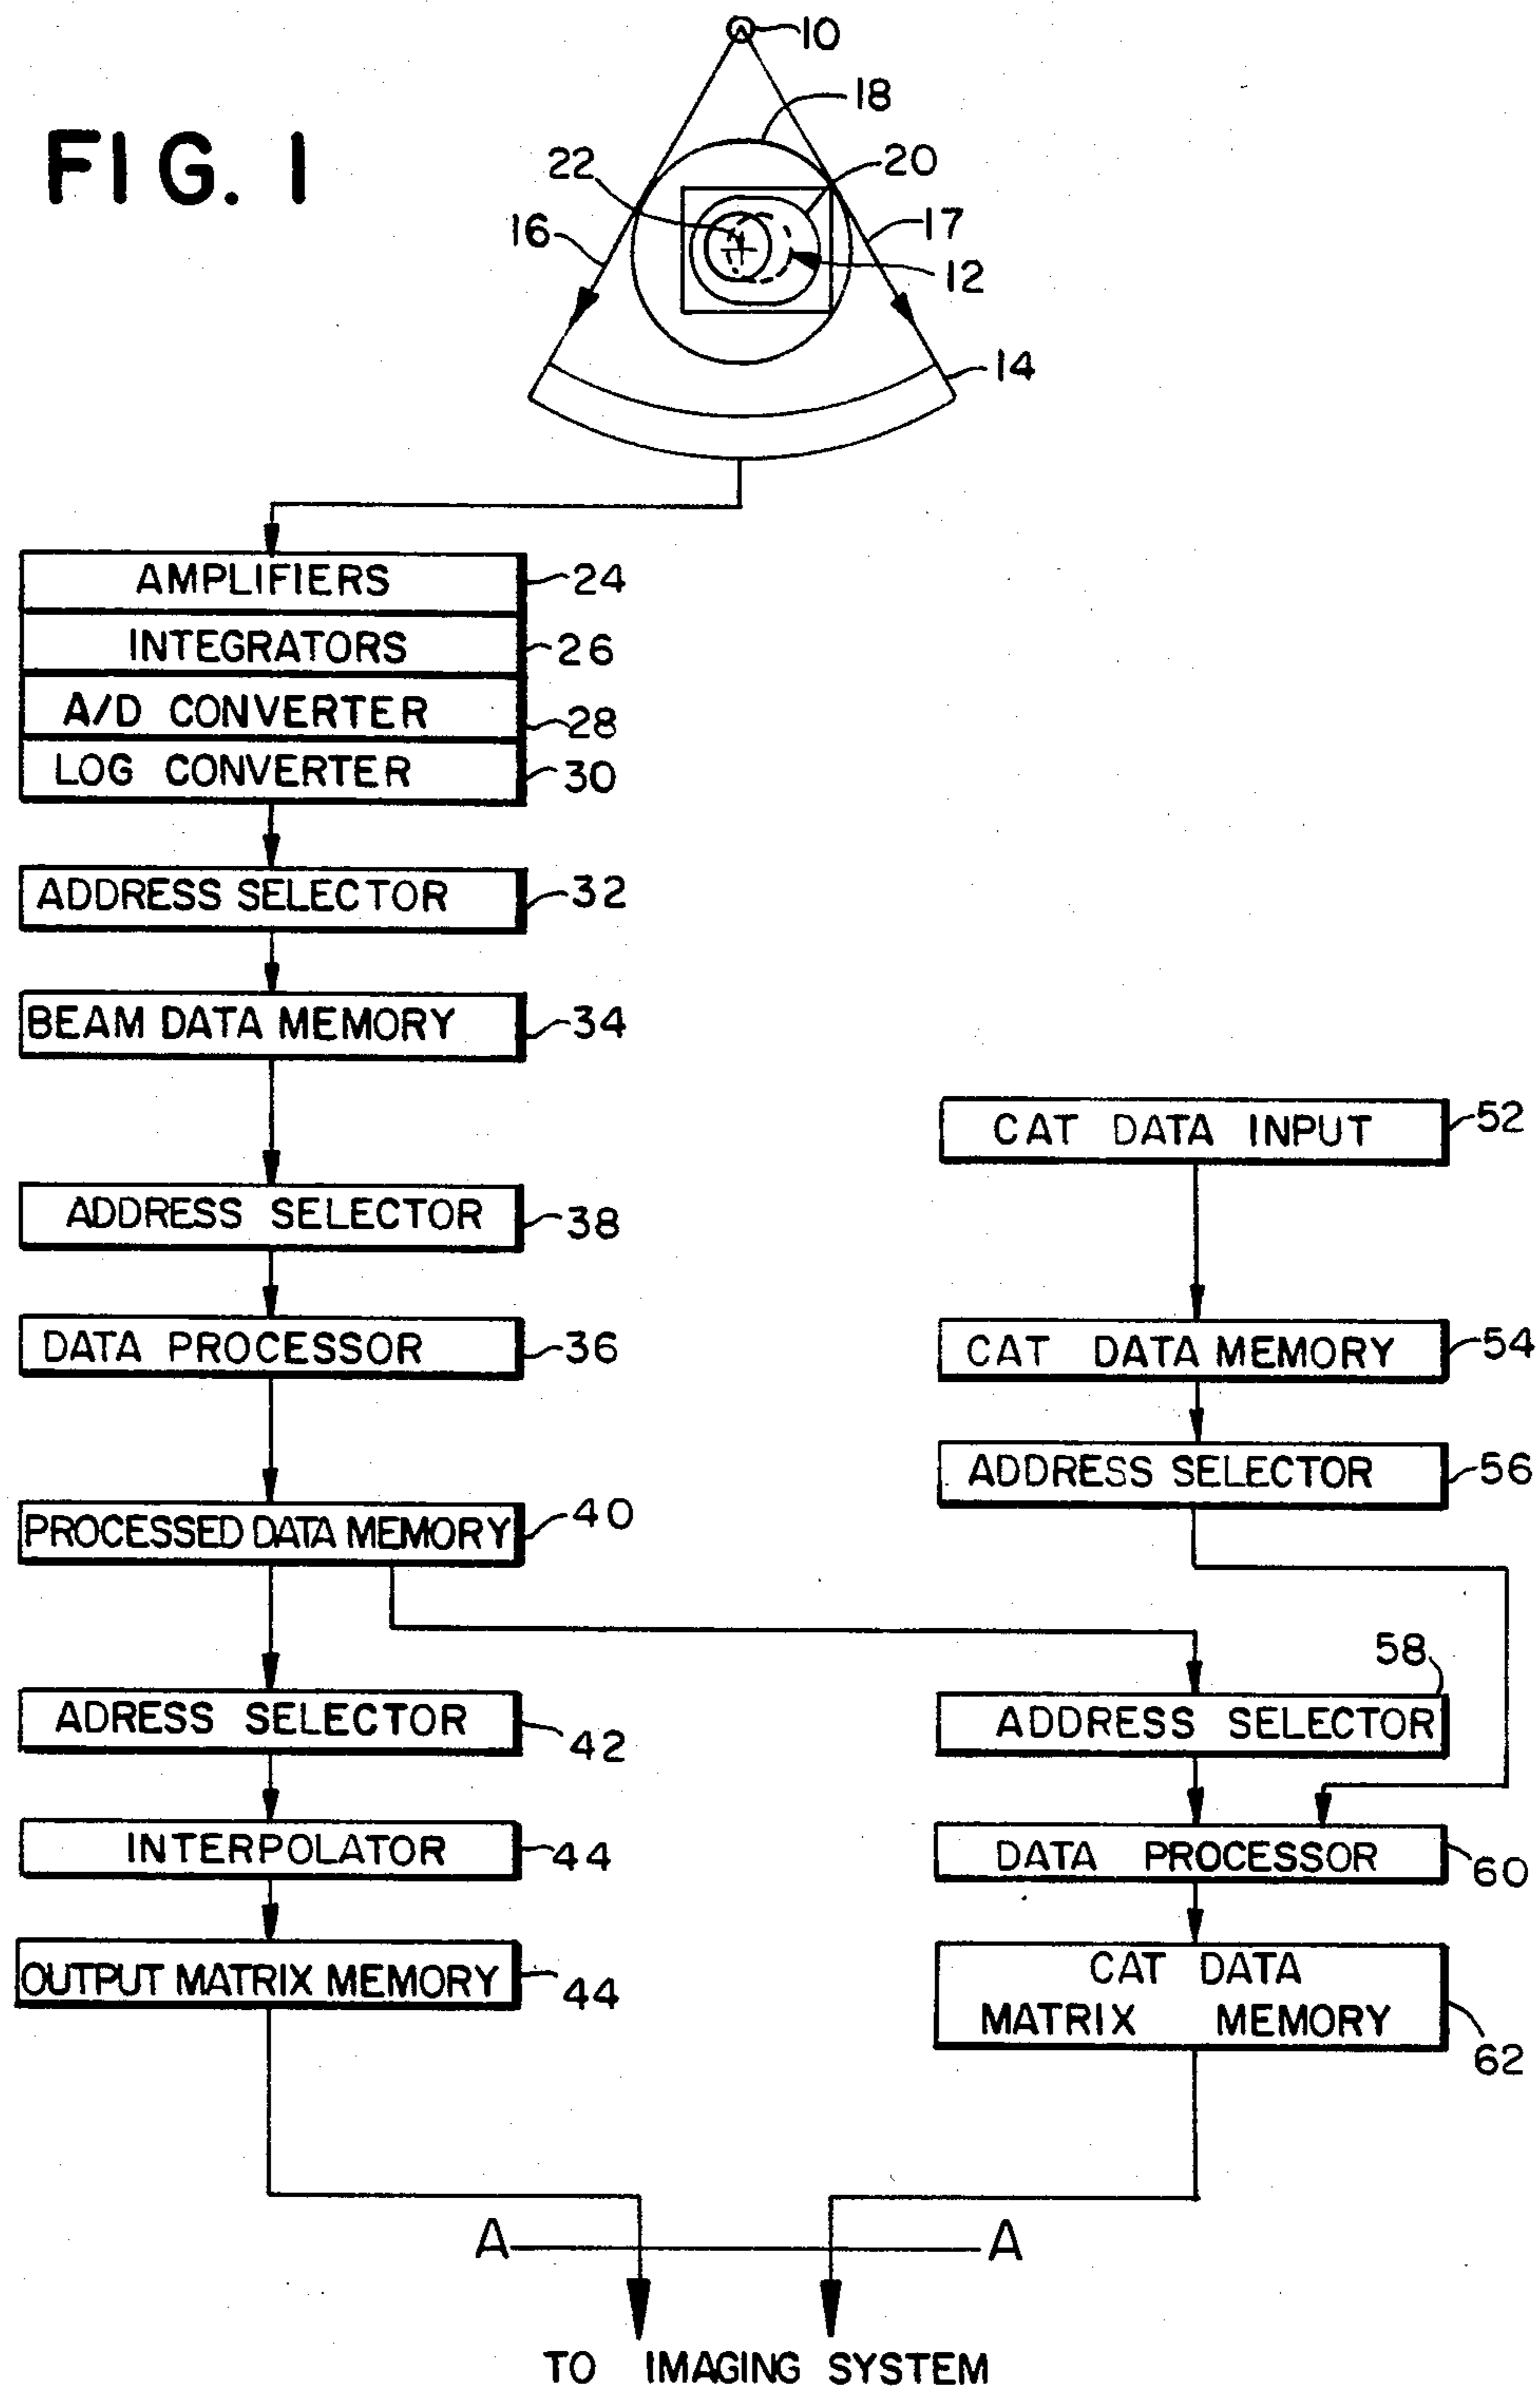 FIG. 1
10
18
22
20
16
17
12
14
AMPLIFIERS 24
INTEGRATORS 26
A/D CONVERTER 28
LOG CONVERTER 30
ADDRESS SELECTOR 32
BEAM DATA MEMORY 34
CAT DATA INPUT 52
ADDRESS SELECTOR 38
DATA PROCESSOR 36
CAT DATA MEMORY 54
ADDRESS SELECTOR 56
PROCESSED DATA MEMORY 40
58
ADRESS SELECTOR 42
ADDRESS SELECTOR
INTERPOLATOR 44
DATA PROCESSOR 60
OUTPUT MATRIX MEMORY 44
CAT DATA
MATRIX MEMORY 62
A A
TO IMAGING SYSTEM